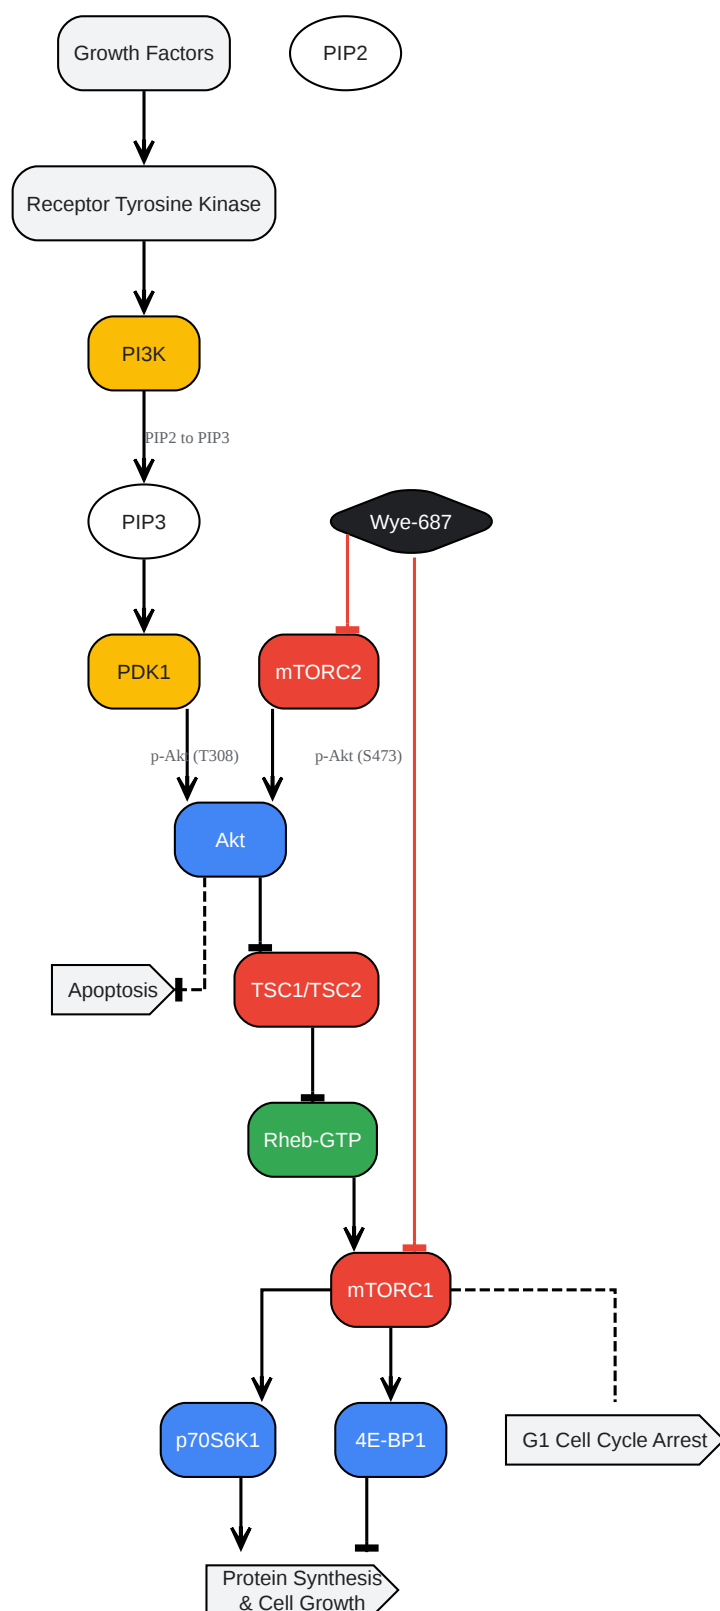 Growth Factors
PIP2
Receptor Tyrosine Kinase
PI3K
PIP2 to PIP3
PIP3
Wye-687
PDK1
mTORC2
p-Akt (T308)
p-Akt (S473)
Akt
Apoptosis
TSC1/TSC2
Rheb-GTP
mTORC1
p70S6K1
4E-BP1
G1 Cell Cycle Arrest
Protein Synthesis
& Cell Growth